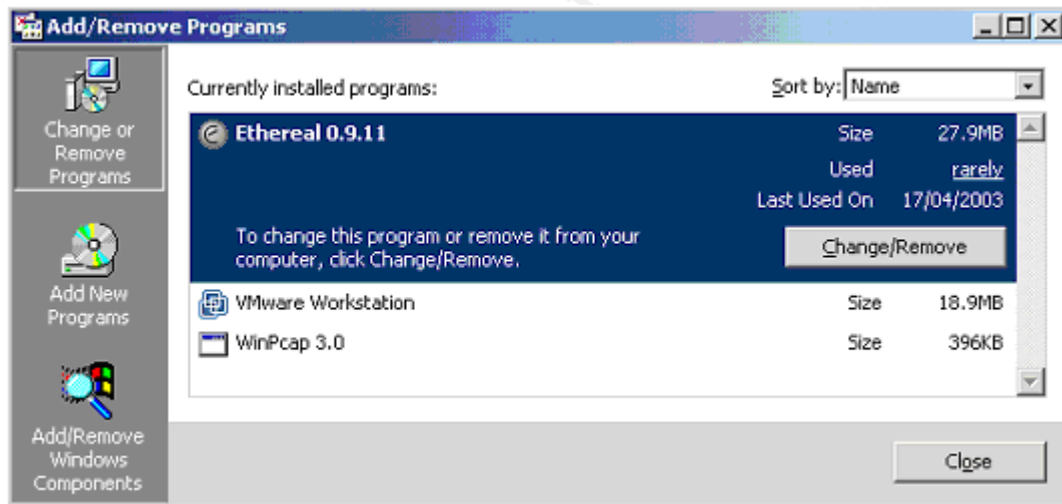 Add/Remove Programs
Change or
Remove
Programs
Add New
Programs
Add/Remove
Windows
Components
Currently installed programs:
Sort by: Name
Ethereal 0.9.11 Size 27.9MB
Used rarely
Last Used On 17/04/2003
To change this program or remove it from your
computer, click Change/Remove.
Change/Remove
VMware Workstation Size 18.9MB
WinPcap 3.0 Size 396KB
Close